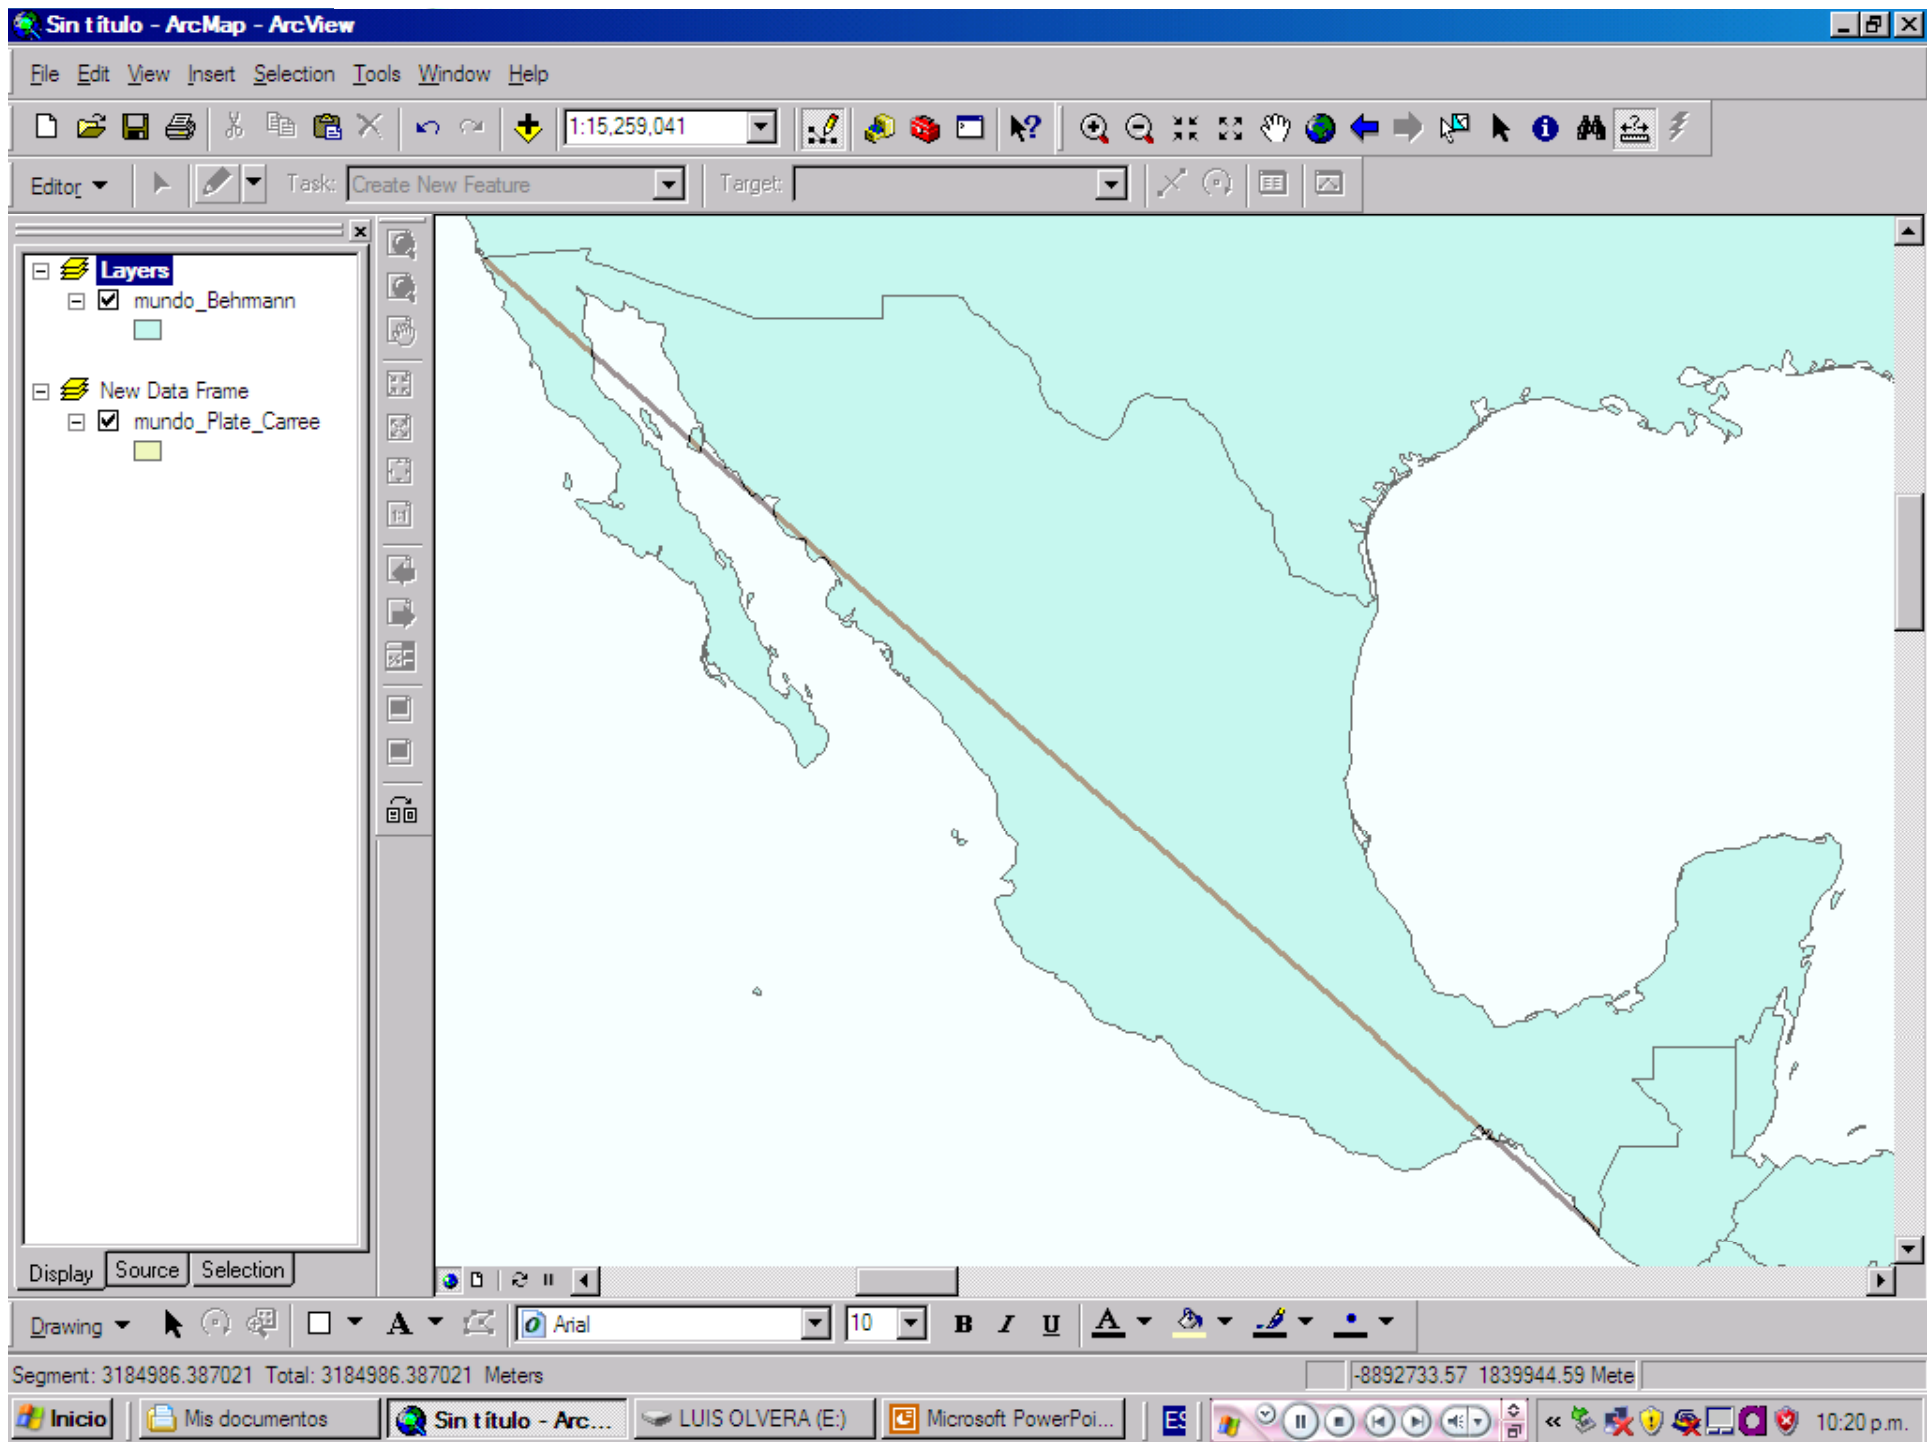 Sin título - ArcMap - ArcView
File Edit View Insert Selection Tools Window Help
1:15,259,041
Editor Task: Create New Feature Target:
Layers
mundo_Behrmann
New Data Frame
mundo_Plate_Carree
1:1
Display Source Selection
Drawing A Arial 10 B I U A
Segment: 3184986.387021 Total: 3184986.387021 Meters
-8892733.57 1839944.59 Mete
Inicio Mis documentos Sin título - Arc... LUIS OLVERA (E:) Microsoft PowerPoi... ES 10:20 p.m.